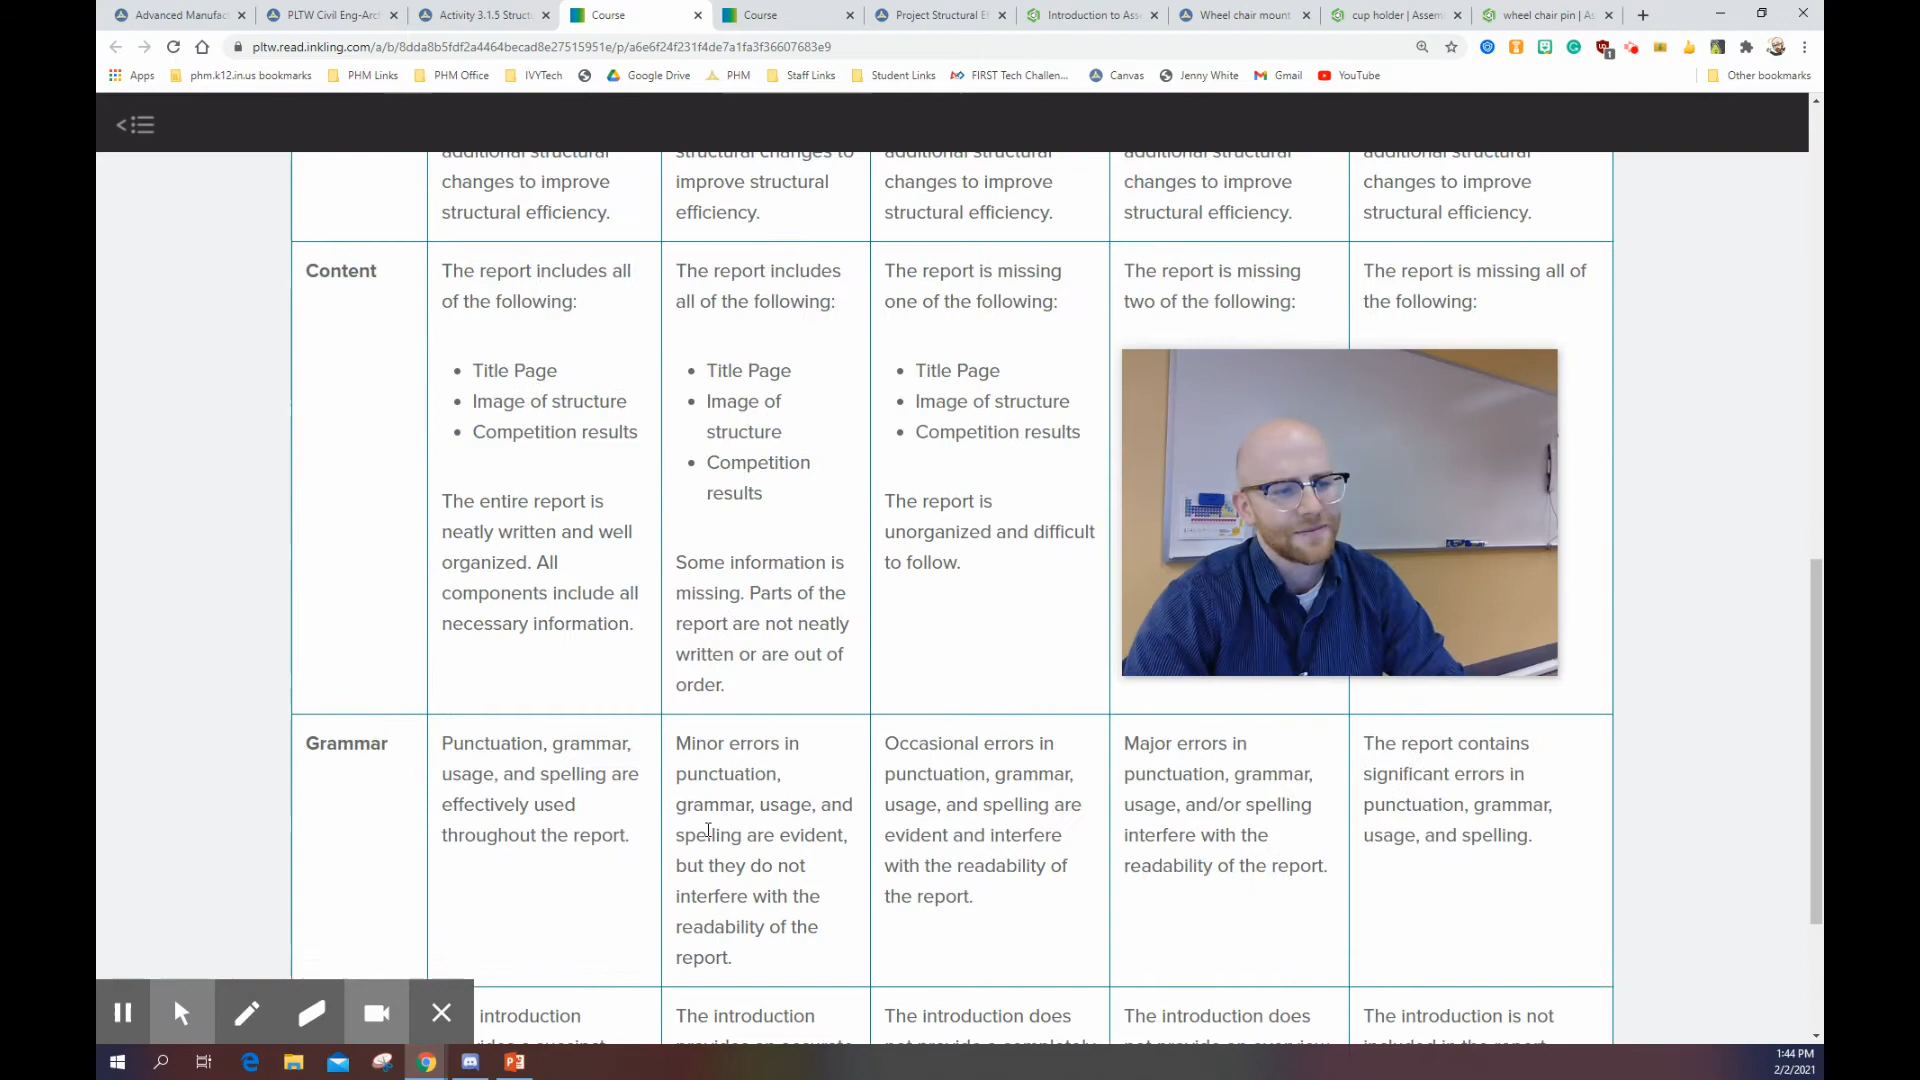 Advanced Manufac
PLTW Civil Eng-Arch
Activity 3.1.5 Struct
Course
Course
Project Structural E
Introduction to Asse
Wheel chair mount
cup holder | Assem
wheel chair pin | As
pltw.read.inkling.com/a/b/8dda8b5fdf2a4464becad8e27515951e/p/a6e6f24f231f4de7a1fa3f36607683e9
Apps
phm.k12.in.us bookmarks
PHM Links
PHM Office
IVYTech
Google Drive
PHM
Staff Links
Student Links
FIRST Tech Challen...
Canvas
Jenny White
Gmail
YouTube
Other bookmarks
additional structural
changes to improve
structural efficiency.
structural changes to
improve structural
efficiency.
additional structural
changes to improve
structural efficiency.
additional structural
changes to improve
structural efficiency.
additional structural
changes to improve
structural efficiency.
Content
The report includes all
of the following:
• Title Page
• Image of structure
• Competition results
The entire report is
neatly written and well
organized. All
components include all
necessary information.
The report includes
all of the following:
• Title Page
• Image of
structure
• Competition
results
Some information is
missing. Parts of the
report are not neatly
written or are out of
order.
The report is missing
one of the following:
• Title Page
• Image of structure
• Competition results
The report is
unorganized and difficult
to follow.
The report is missing
two of the following:
The report is missing all of
the following:
Grammar
Punctuation, grammar,
usage, and spelling are
effectively used
throughout the report.
Minor errors in
punctuation,
grammar, usage, and
spelling are evident,
but they do not
interfere with the
readability of the
report.
Occasional errors in
punctuation, grammar,
usage, and spelling are
evident and interfere
with the readability of
the report.
Major errors in
punctuation, grammar,
usage, and/or spelling
interfere with the
readability of the report.
The report contains
significant errors in
punctuation, grammar,
usage, and spelling.
introduction
The introduction
The introduction does
The introduction does
The introduction is not
1:44 PM
2/2/2021